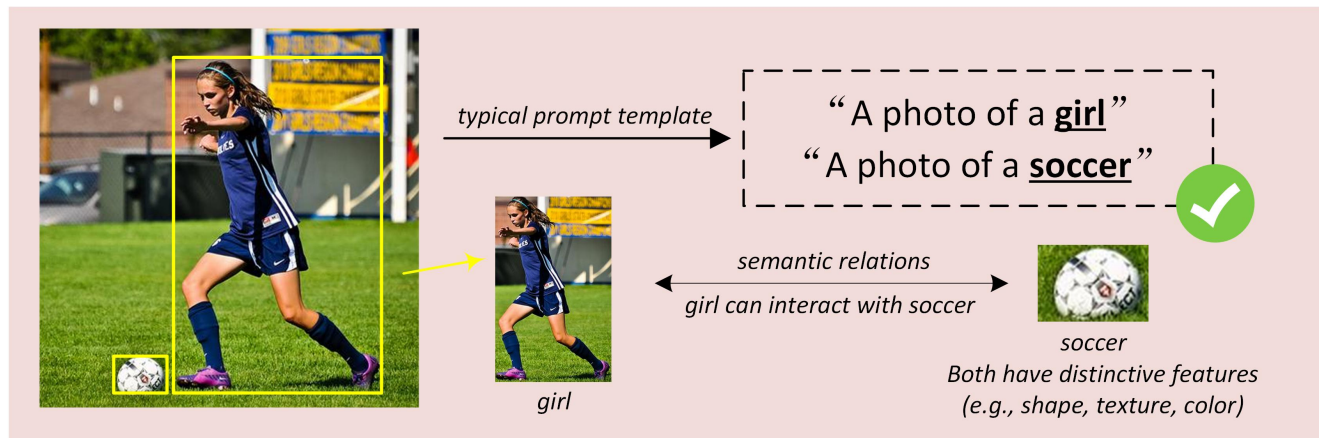 typical prompt template
“A photo of a girl”
“A photo of a soccer”
semantic relations
girl can interact with soccer
girl
soccer
Both have distinctive features
(e.g., shape, texture, color)